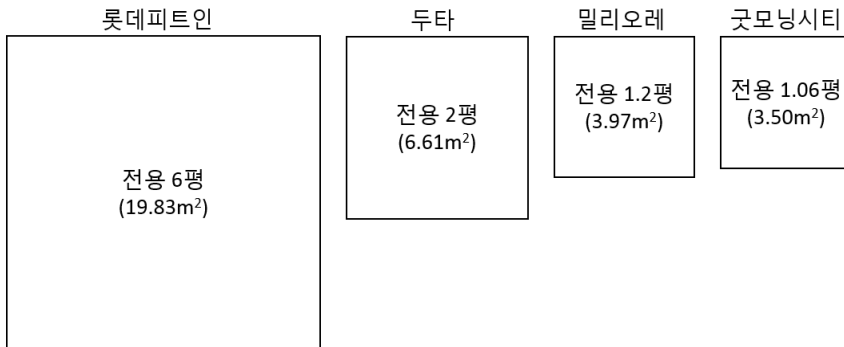 롯데피트인
전용 6평
(19.83m²)
두타
전용 2평
(6.61m²)
밀리오레
전용 1.2평
(3.97m²)
굿모닝시티
전용 1.06평
(3.50m²)